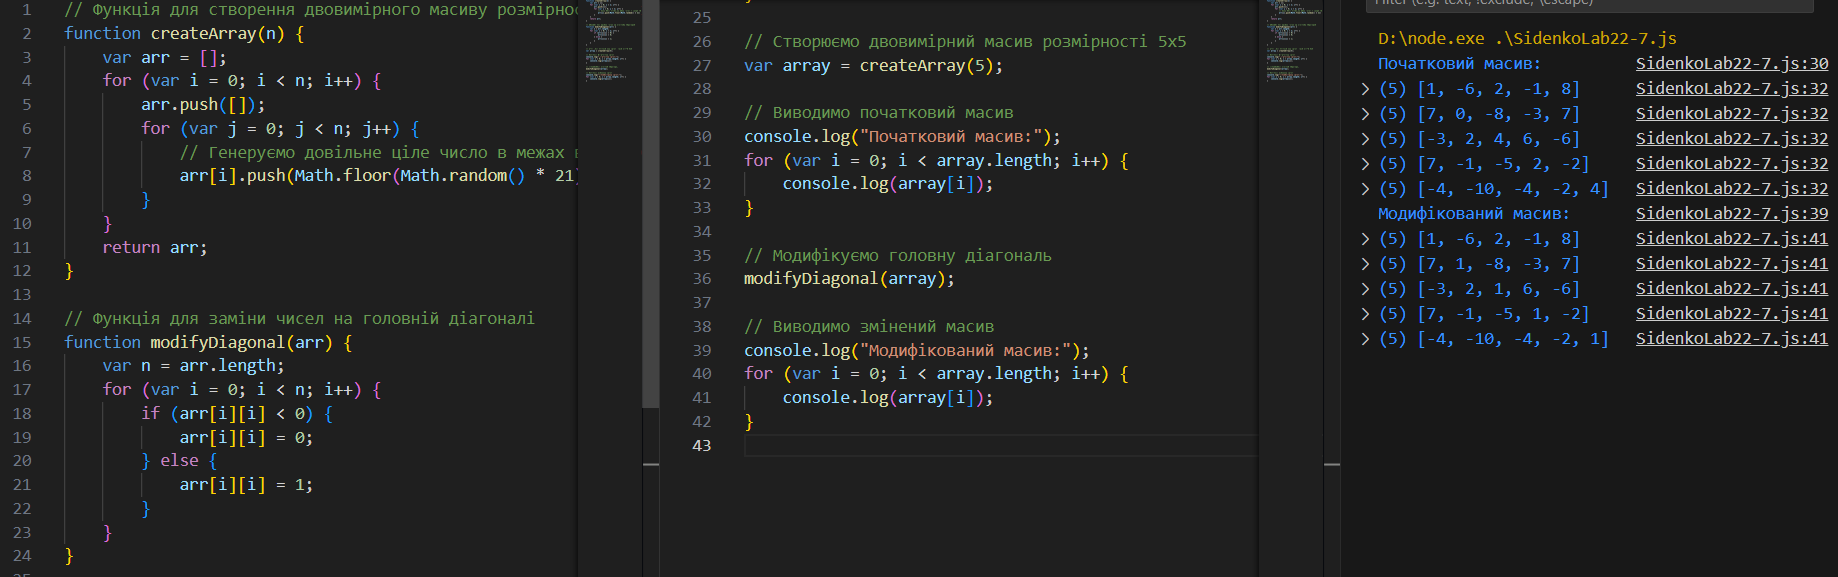 1 // Функція для створення двовимірного масиву
2 function createArray(n) {
3 var arr = [];
4 for (var i = 0; i < n; i++) {
5 arr.push([]);
6 for (var j = 0; j < n; j++) {
7 // Генеруємо довільне ціле число в межах
8 arr[i].push(Math.floor(Math.random() * 21)
9 }
10 }
11 return arr;
12 }
13
14 // Функція для заміни чисел на головній діагоналі
15 function modifyDiagonal(arr) {
16 var n = arr.length;
17 for (var i = 0; i < n; i++) {
18 if (arr[i][i] < 0) {
19 arr[i][i] = 0;
20 } else {
21 arr[i][i] = 1;
22 }
23 }
24 }
25
26 // Створюємо двовимірний масив розмірності 5x5
27 var array = createArray(5);
28
29 // Виводимо початковий масив
30 console.log("Початковий масив:");
31 for (var i = 0; i < array.length; i++) {
32 console.log(array[i]);
33 }
34
35 // Модифікуємо головну діагональ
36 modifyDiagonal(array);
37
38 // Виводимо змінений масив
39 console.log("Модифікований масив:");
40 for (var i = 0; i < array.length; i++) {
41 console.log(array[i]);
42 }
43
Filter (e.g. text, !exclude, \escape)
D:\node.exe .\SidenkoLab22-7.js
Початковий масив: SidenkoLab22-7.js:30
> (5) [1, -6, 2, -1, 8] SidenkoLab22-7.js:32
> (5) [7, 0, -8, -3, 7] SidenkoLab22-7.js:32
> (5) [-3, 2, 4, 6, -6] SidenkoLab22-7.js:32
> (5) [7, -1, -5, 2, -2] SidenkoLab22-7.js:32
> (5) [-4, -10, -4, -2, 4] SidenkoLab22-7.js:32
Модифікований масив: SidenkoLab22-7.js:39
> (5) [1, -6, 2, -1, 8] SidenkoLab22-7.js:41
> (5) [7, 1, -8, -3, 7] SidenkoLab22-7.js:41
> (5) [-3, 2, 1, 6, -6] SidenkoLab22-7.js:41
> (5) [7, -1, -5, 1, -2] SidenkoLab22-7.js:41
> (5) [-4, -10, -4, -2, 1] SidenkoLab22-7.js:41